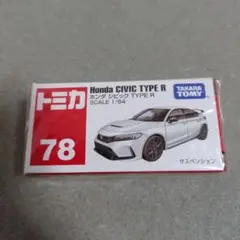 トミカ
78
Honda CIVIC TYPE R
ホンダ シビック TYPE R
SCALE 1/64
TAKARA
TOMY
サスペンション